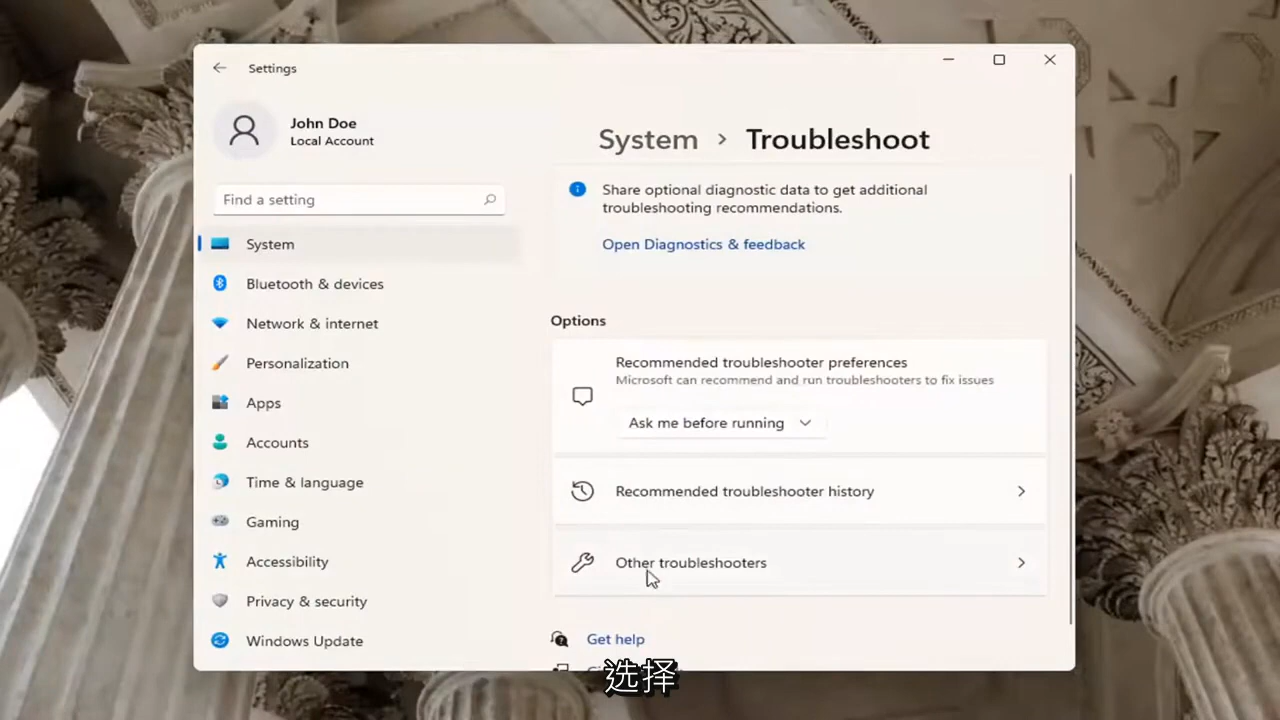 Settings
John Doe
Local Account
Find a setting
System
Bluetooth & devices
Network & internet
Personalization
Apps
Accounts
Time & language
Gaming
Accessibility
Privacy & security
Windows Update
System > Troubleshoot
Share optional diagnostic data to get additional
troubleshooting recommendations.
Open Diagnostics & feedback
Options
Recommended troubleshooter preferences
Microsoft can recommend and run troubleshooters to fix issues
Ask me before running
Recommended troubleshooter history
Other troubleshooters
Get help
选择